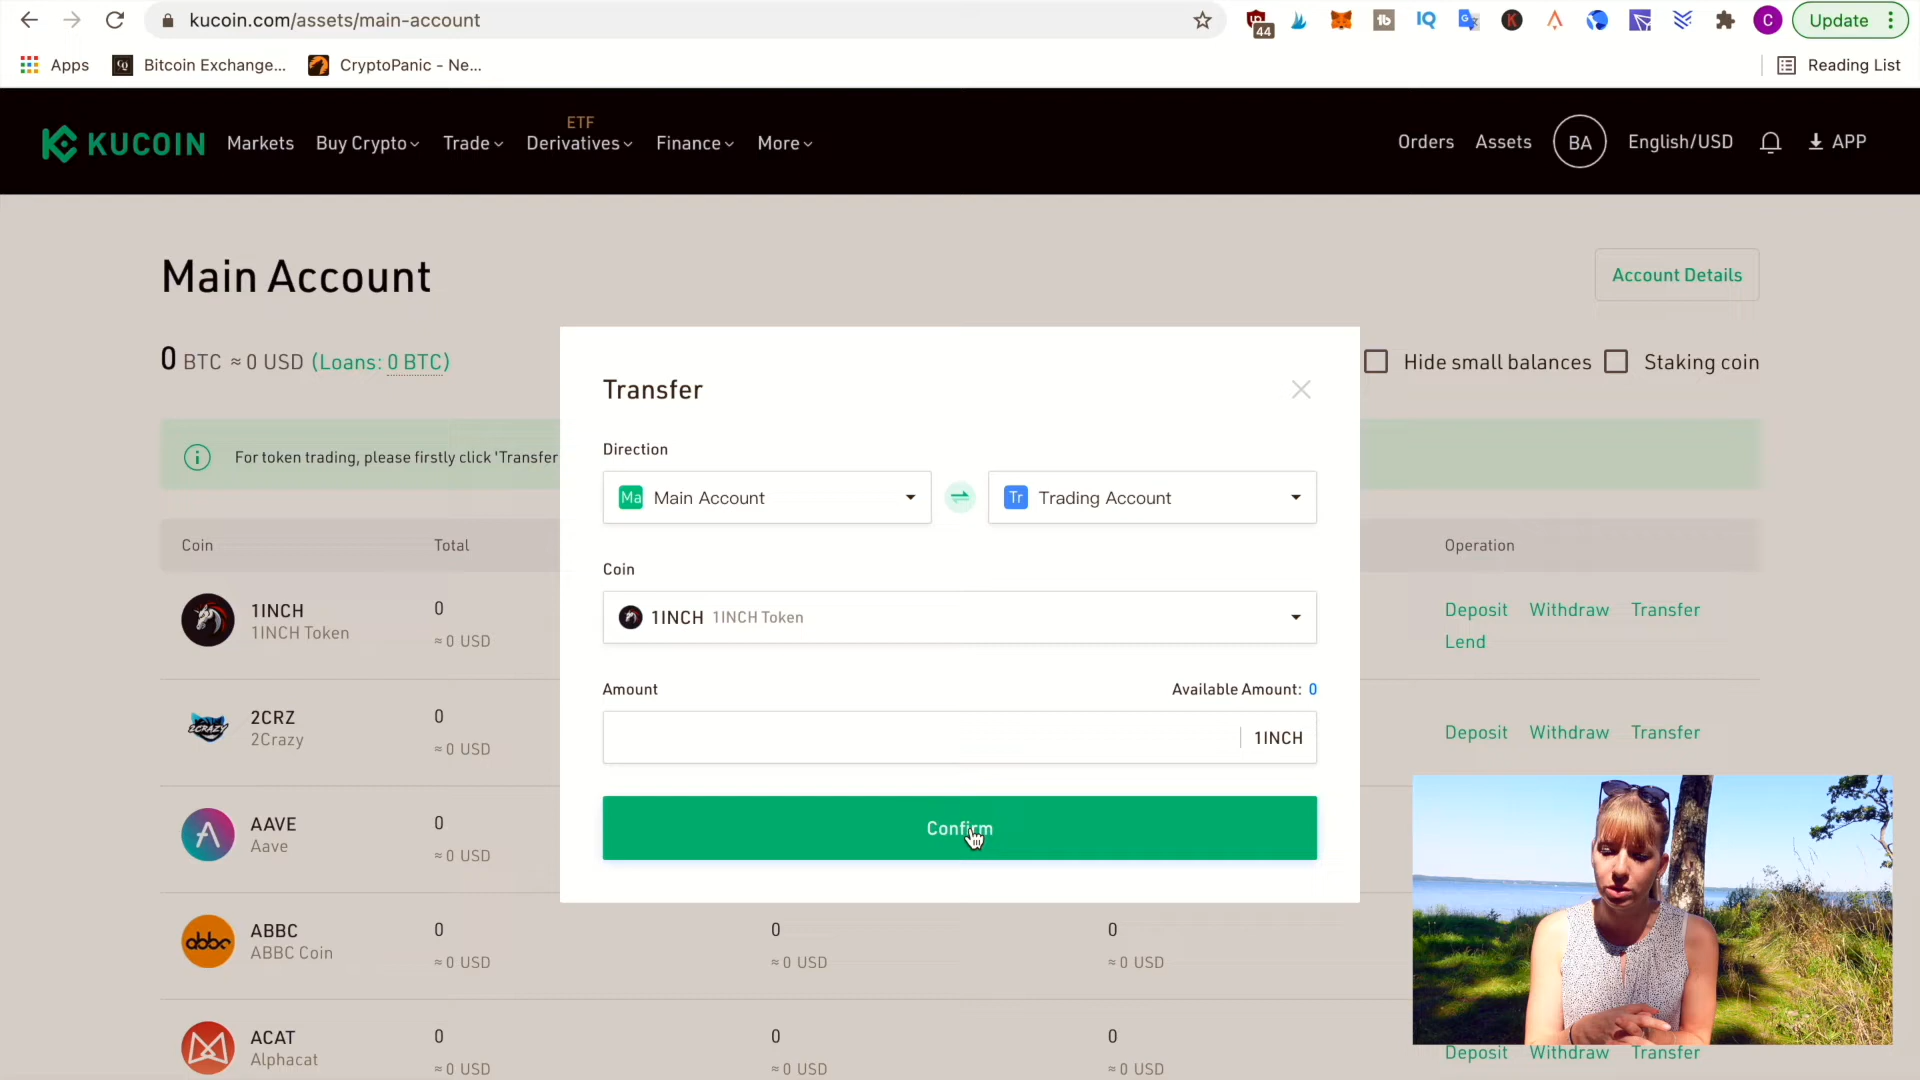 kucoin.com/assets/main-account
44
C
Update
Apps
Bitcoin Exchange...
CryptoPanic - Ne...
Reading List
KUCOIN
Markets
Buy Crypto
Trade
ETF
Derivatives
Finance
More
Orders
Assets
BA
English/USD
APP
Main Account
Account Details
0 BTC ≈ 0 USD (Loans: 0 BTC)
Hide small balances
Staking coin
For token trading, please firstly click 'Transfer
Coin
Total
Operation
1INCH
1INCH Token
0
≈ 0 USD
Deposit Withdraw Transfer
Lend
2CRZ
2Crazy
0
≈ 0 USD
Deposit Withdraw Transfer
AAVE
Aave
0
≈ 0 USD
ABBC
ABBC Coin
abbc
0
≈ 0 USD
0
≈ 0 USD
0
≈ 0 USD
ACAT
Alphacat
0
≈ 0 USD
0
≈ 0 USD
0
≈ 0 USD
Deposit Withdraw Transfer
Transfer
Direction
Ma Main Account
Tr Trading Account
Coin
1INCH 1INCH Token
Amount
Available Amount: 0
1INCH
Confirm